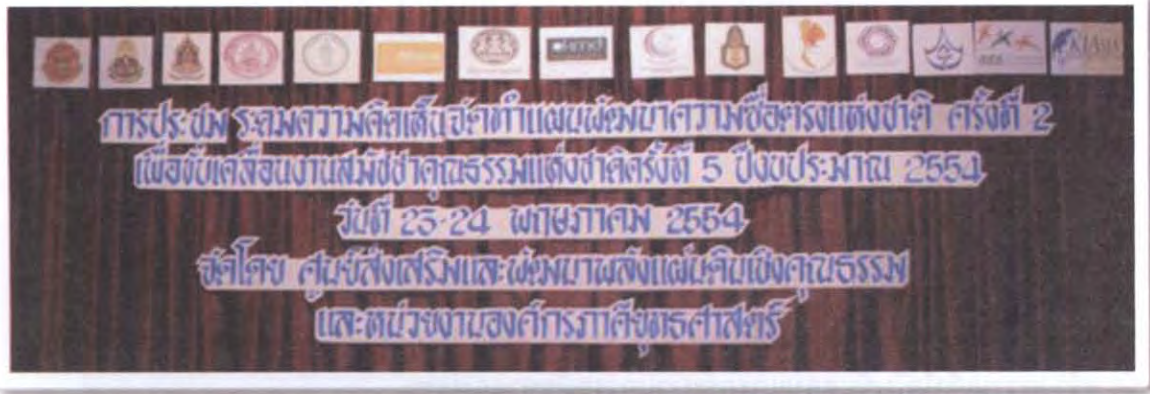 การประชุม ระดมความคิดเห็นจัดทำแผนพัฒนาความซื่อตรงแห่งชาติ ครั้งที่ 2
เพื่อขับเคลื่อนงานสมัชชาคุณธรรมแห่งชาติครั้งที่ 5 ปีงบประมาณ 2554
วันที่ 23-24 พฤษภาคม 2554
จัดโดย ศูนย์ส่งเสริมและพัฒนาพลังแผ่นดินเชิงคุณธรรม
และหน่วยงานองค์กรภาคียุทธศาสตร์